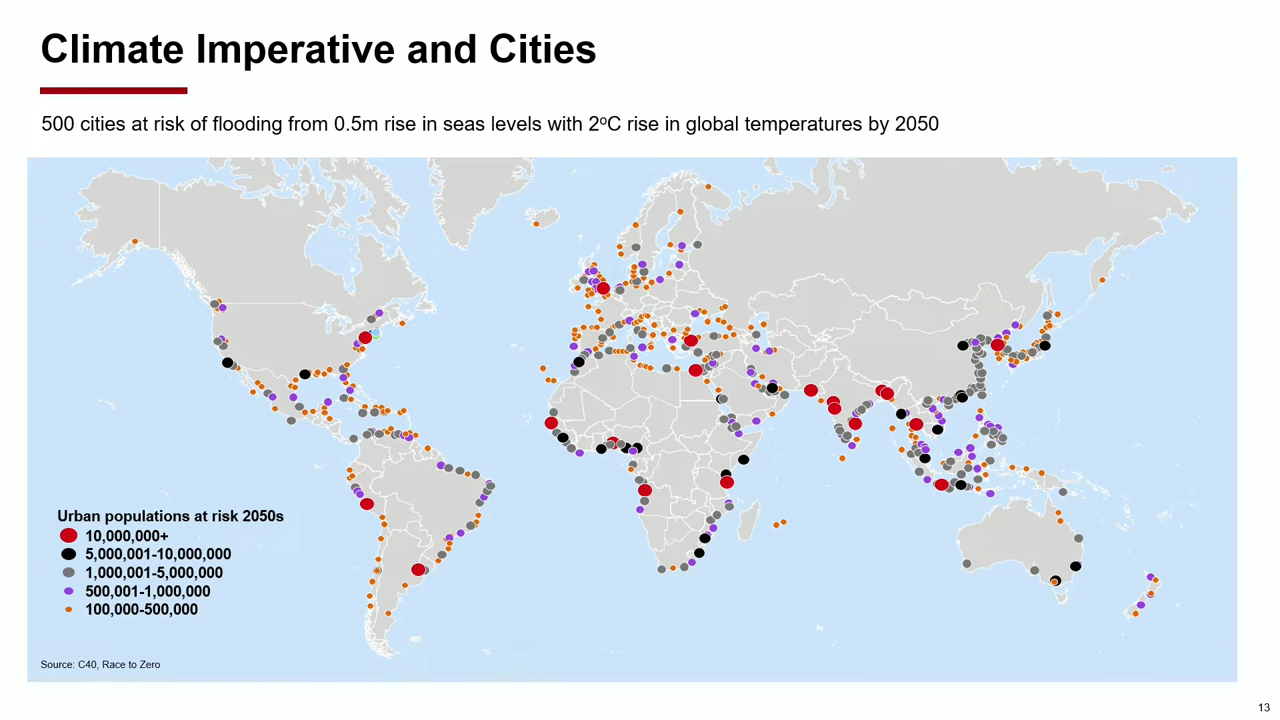 Climate Imperative and Cities
500 cities at risk of flooding from 0.5m rise in seas levels with 2ºC rise in global temperatures by 2050
Urban populations at risk 2050s
10,000,000+
5,000,001-10,000,000
1,000,001-5,000,000
500,001-1,000,000
100,000-500,000
Source: C40, Race to Zero
13